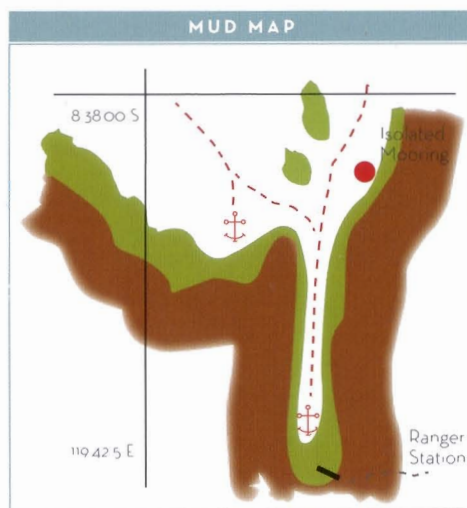 MUD MAP
8 38 00 S
Isolated
Mooring
119 42 5 E
Ranger
Station